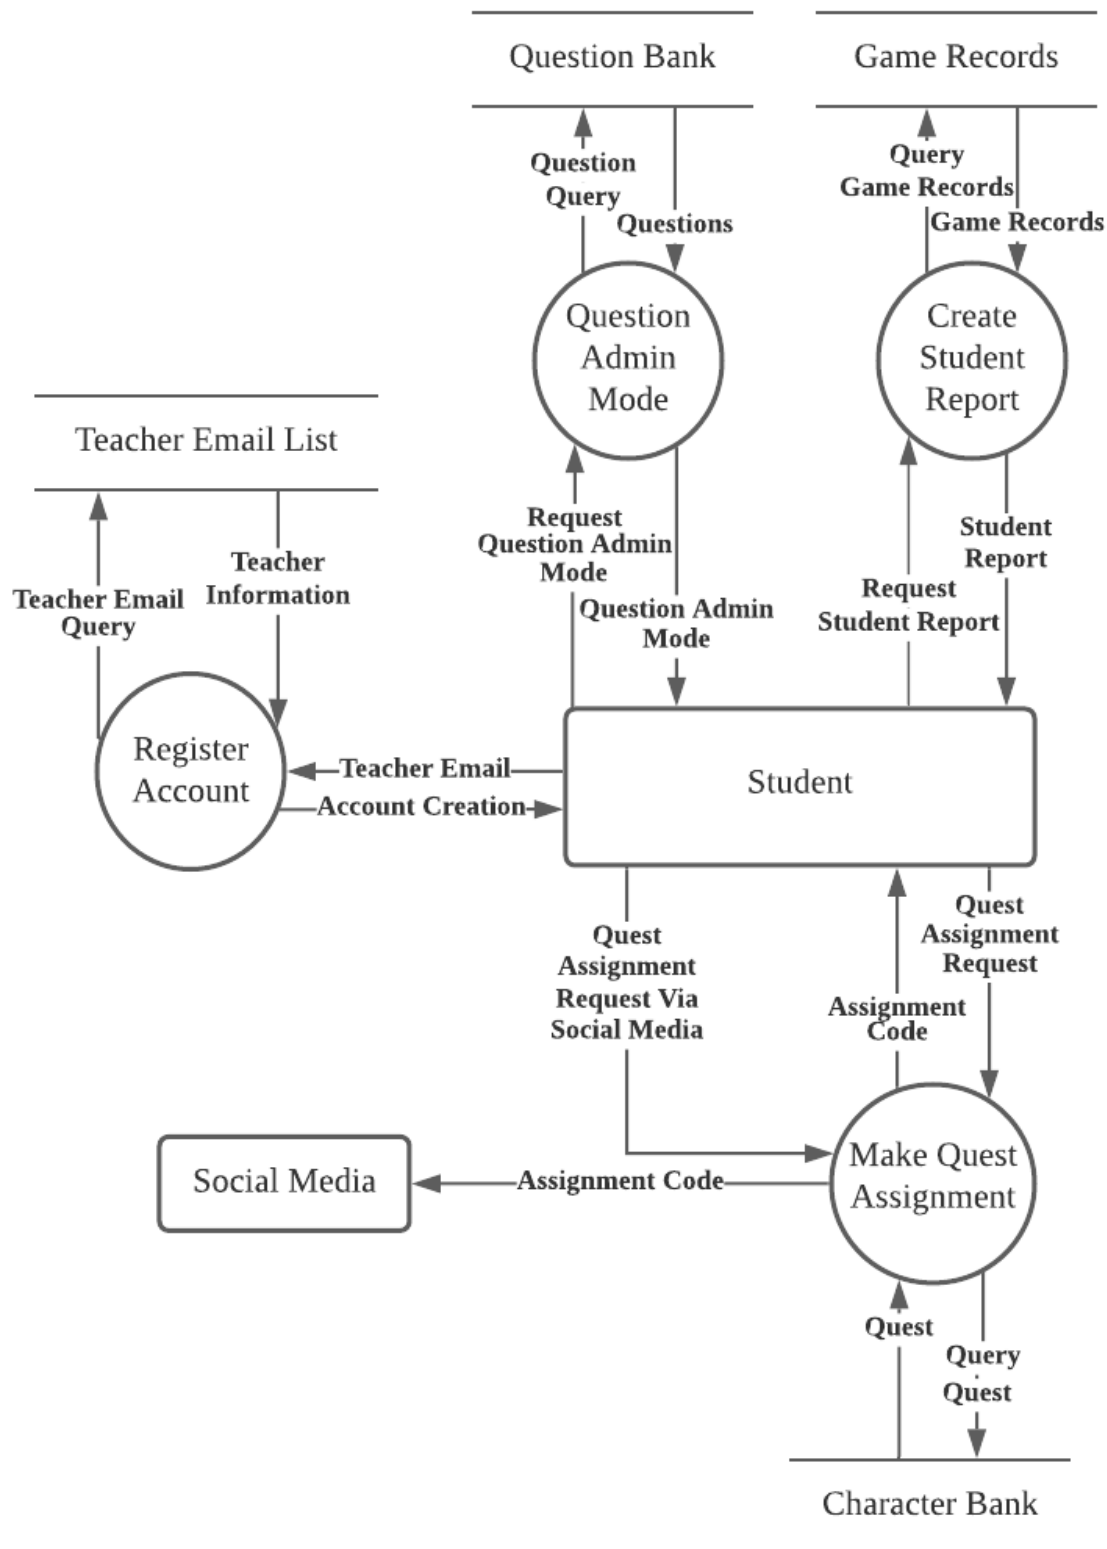 Question Bank
Game Records
Question
Query
Questions
Query
Game Records
Game Records
Question
Admin
Mode
Create
Student
Report
Teacher Email List
Request
Question Admin
Mode
Question Admin
Mode
Student
Report
Request
Student Report
Teacher
Information
Teacher Email
Query
Register
Account
Teacher Email
Account Creation
Student
Quest
Assignment
Request Via
Social Media
Quest
Assignment
Request
Assignment
Code
Make Quest
Assignment
Social Media
Assignment Code
Quest
Query
Quest
Character Bank